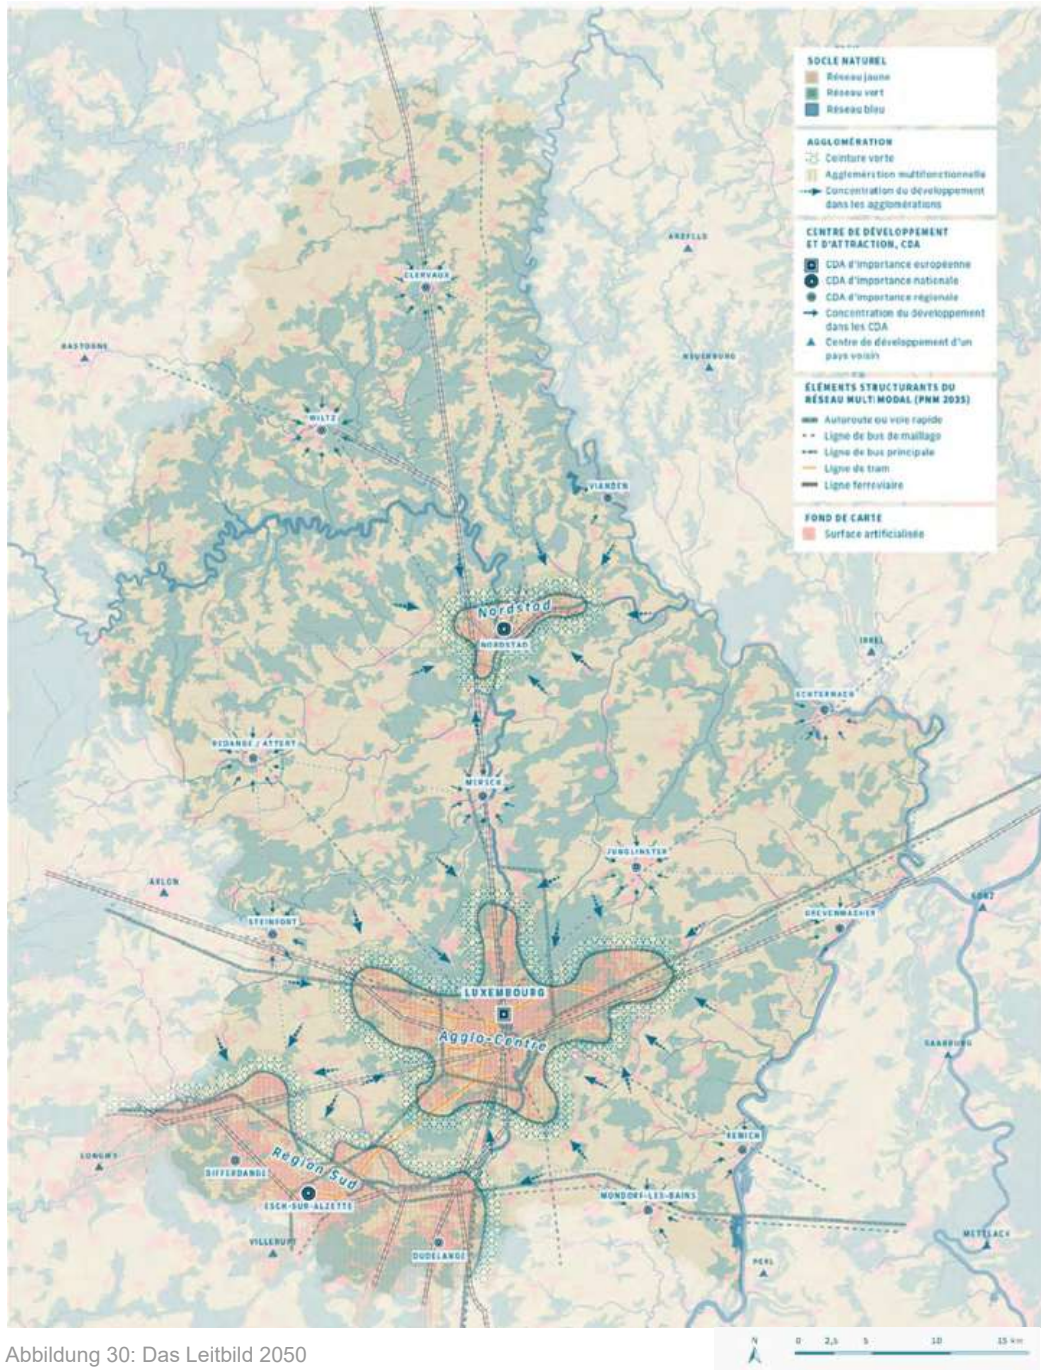 SOCLE NATUREL
Réseau jaune
Réseau vert
Réseau bleu
AGGLOMÉRATION
Ceinture verte
Agglomération multifonctionnelle
Concentration du développement
dans les agglomérations
CENTRE DE DÉVELOPPEMENT
ET D'ATTRACTION, CDA
CDA d'importance européenne
CDA d'importance nationale
CDA d'importance régionale
Concentration du développement
dans les CDA
Centre de développement d'un
pays voisin
ÉLÉMENTS STRUCTURANTS DU
RÉSEAU MULTIMODAL (PNM 2035)
Autoroute ou voie rapide
Ligne de bus de maillage
Ligne de bus principale
Ligne de tram
Ligne ferroviaire
FOND DE CARTE
Surface artificialisée
ARZFELD
CLERVAUX
BASTOGNE
NEUERBURG
WILTZ
VIANDEN
Nordstad
NORDSTAD
IRREL
ECHTERNACH
REDANGE / ATTERT
MERSCH
JUNGLINSTER
ARLON
KONZ
STEINFORT
GREVENMACHER
LUXEMBOURG
Agglo-Centre
SAARBURG
REMICH
LONGWY
DIFFERDANGE
Région Sud
ESCH-SUR-ALZETTE
MONDORF-LES-BAINS
VILLERUPT
DUDELANGE
METTLACH
PERL
N
0 2,5 5 10 15 km
Abbildung 30: Das Leitbild 2050